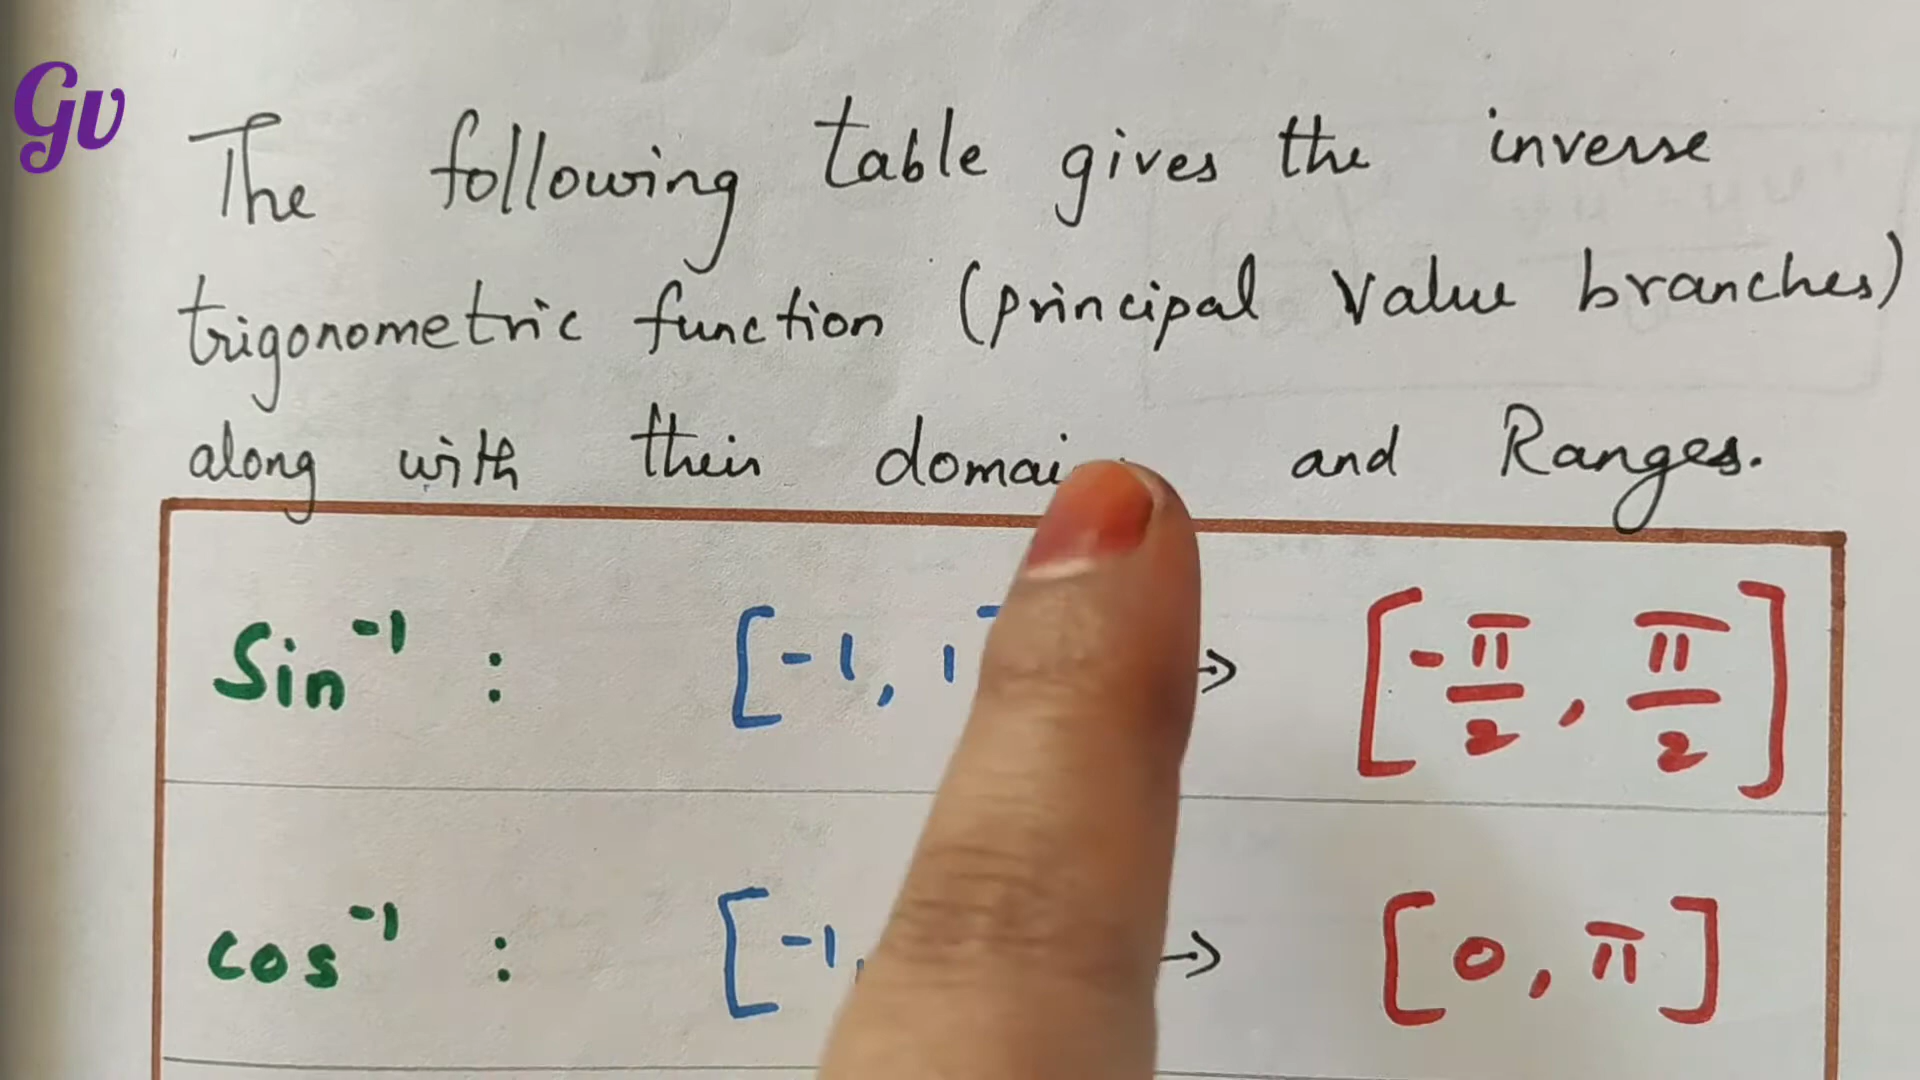 Gv
The following table gives the inverse
trigonometric function (principal Value branches)
along with their and Ranges.
Sin⁻¹ : [-1, 1 → [-π/2, π/2]
cos⁻¹ : [-1, → [0, π]